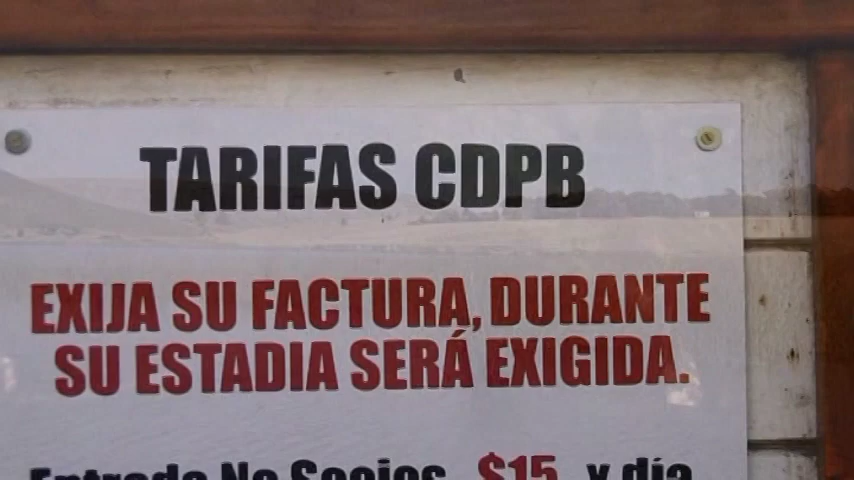 TARIFAS CDPB
EXIJA SU FACTURA, DURANTE
SU ESTADIA SERÁ EXIGIDA.
Entrada No Socios $15 y día